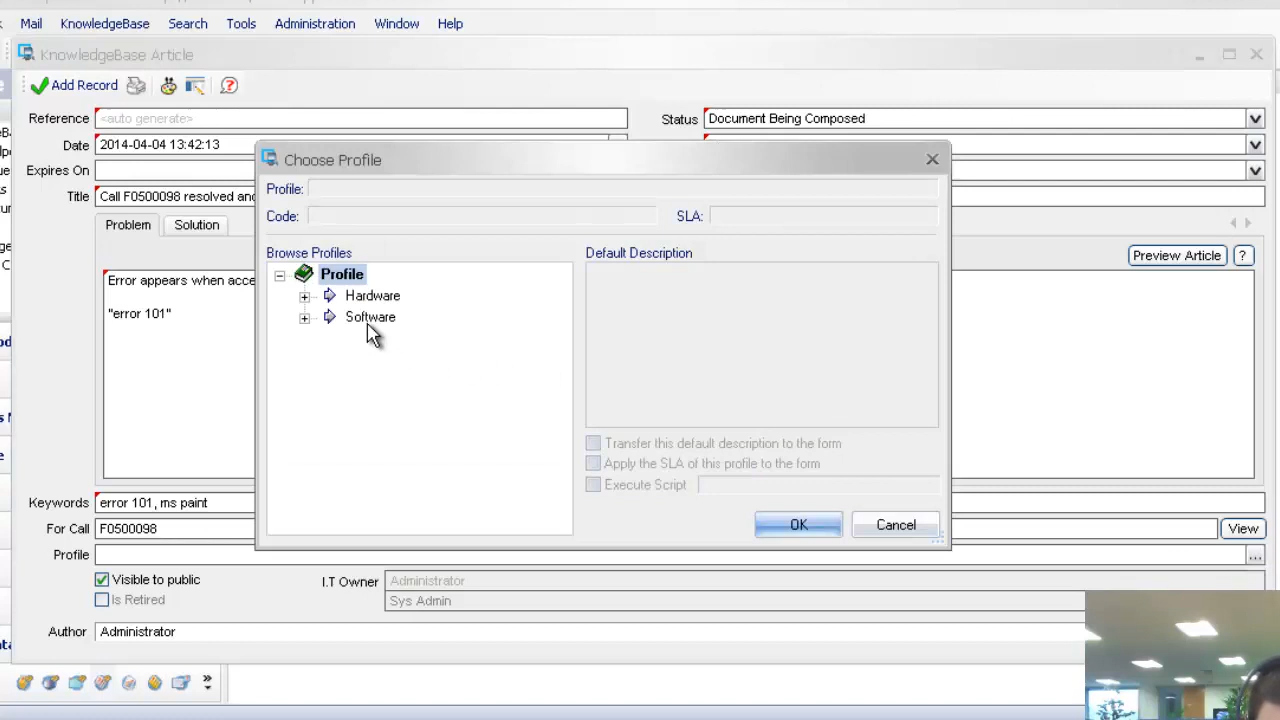 Mail KnowledgeBase Search Tools Administration Window Help
KnowledgeBase Article
Add Record
Reference <auto generate> Status Document Being Composed
Date 2014-04-04 13:42:13
Expires On
Title Call F0500098 resolved and
Problem Solution
Preview Article ?
Error appears when acce
"error 101"
Choose Profile
Profile:
Code: SLA:
Browse Profiles Default Description
Profile
Hardware
Software
Transfer this default description to the form
Apply the SLA of this profile to the form
Execute Script
OK Cancel
Keywords error 101, ms paint
For Call F0500098 View
Profile ...
Visible to public I.T Owner Administrator
Is Retired Sys Admin
Author Administrator